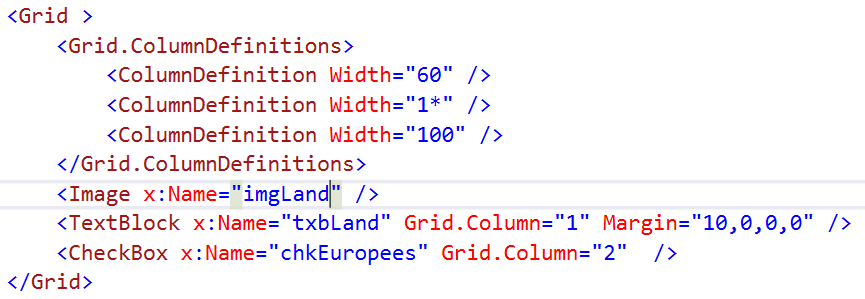 <Grid >
    <Grid.ColumnDefinitions>
        <ColumnDefinition Width="60" />
        <ColumnDefinition Width="1*" />
        <ColumnDefinition Width="100" />
    </Grid.ColumnDefinitions>
    <Image x:Name="imgLand" />
    <TextBlock x:Name="txbLand" Grid.Column="1" Margin="10,0,0,0" />
    <CheckBox x:Name="chkEuropees" Grid.Column="2"  />
</Grid>